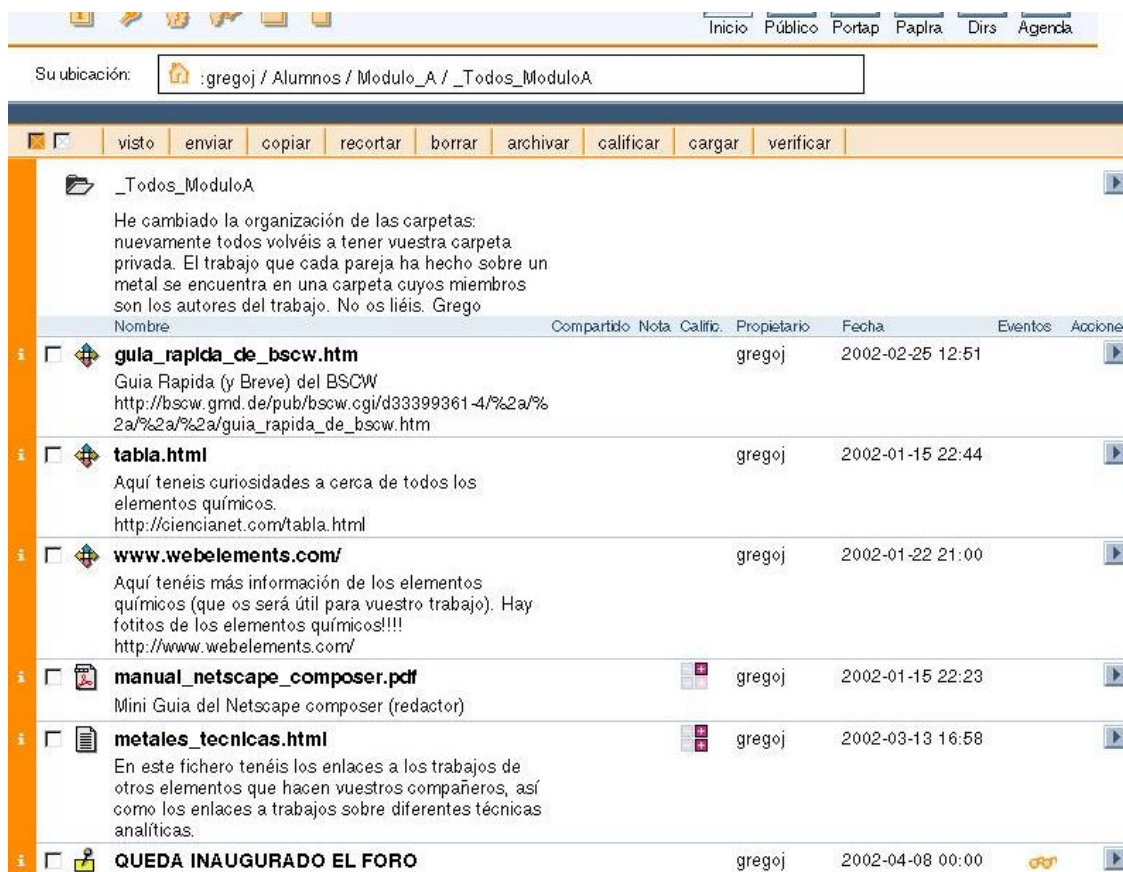 Inicio Público Portap Paplra Dirs Agenda
Su ubicación: :gregoj / Alumnos / Modulo_A / _Todos_ModuloA
visto enviar copiar recortar borrar archivar calificar cargar verificar
_Todos_ModuloA
He cambiado la organización de las carpetas:
nuevamente todos volvéis a tener vuestra carpeta
privada. El trabajo que cada pareja ha hecho sobre un
metal se encuentra en una carpeta cuyos miembros
son los autores del trabajo. No os liéis. Grego
Nombre Compartido Nota Calific. Propietario Fecha Eventos Accione
guia_rapida_de_bscw.htm gregoj 2002-02-25 12:51
Guia Rapida (y Breve) del BSCW
http://bscw.gmd.de/pub/bscw.cgi/d33399361-4/%2a/%
2a/%2a/%2a/guia_rapida_de_bscw.htm
tabla.html gregoj 2002-01-15 22:44
Aquí teneis curiosidades a cerca de todos los
elementos químicos.
http://ciencianet.com/tabla.html
www.webelements.com/ gregoj 2002-01-22 21:00
Aquí tenéis más información de los elementos
químicos (que os será útil para vuestro trabajo). Hay
fotitos de los elementos químicos!!!!
http://www.webelements.com/
manual_netscape_composer.pdf gregoj 2002-01-15 22:23
Mini Guia del Netscape composer (redactor)
metales_tecnicas.html gregoj 2002-03-13 16:58
En este fichero tenéis los enlaces a los trabajos de
otros elementos que hacen vuestros compañeros, así
como los enlaces a trabajos sobre diferentes técnicas
analíticas.
QUEDA INAUGURADO EL FORO gregoj 2002-04-08 00:00